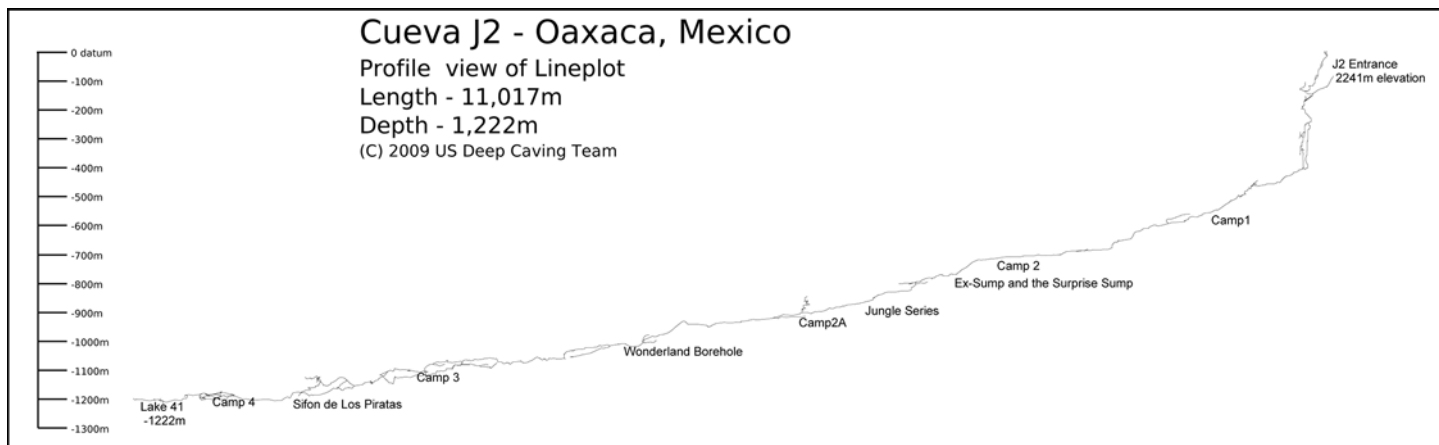 Cueva J2 - Oaxaca, Mexico
Profile view of Lineplot
Length - 11,017m
Depth - 1,222m
(C) 2009 US Deep Caving Team
0 datum
-100m
-200m
-300m
-400m
-500m
-600m
-700m
-800m
-900m
-1000m
-1100m
-1200m
-1300m
J2 Entrance
2241m elevation
Camp1
Camp 2
Ex-Sump and the Surprise Sump
Jungle Series
Camp2A
Wonderland Borehole
Camp 3
Sifon de Los Piratas
Camp 4
Lake 41
-1222m